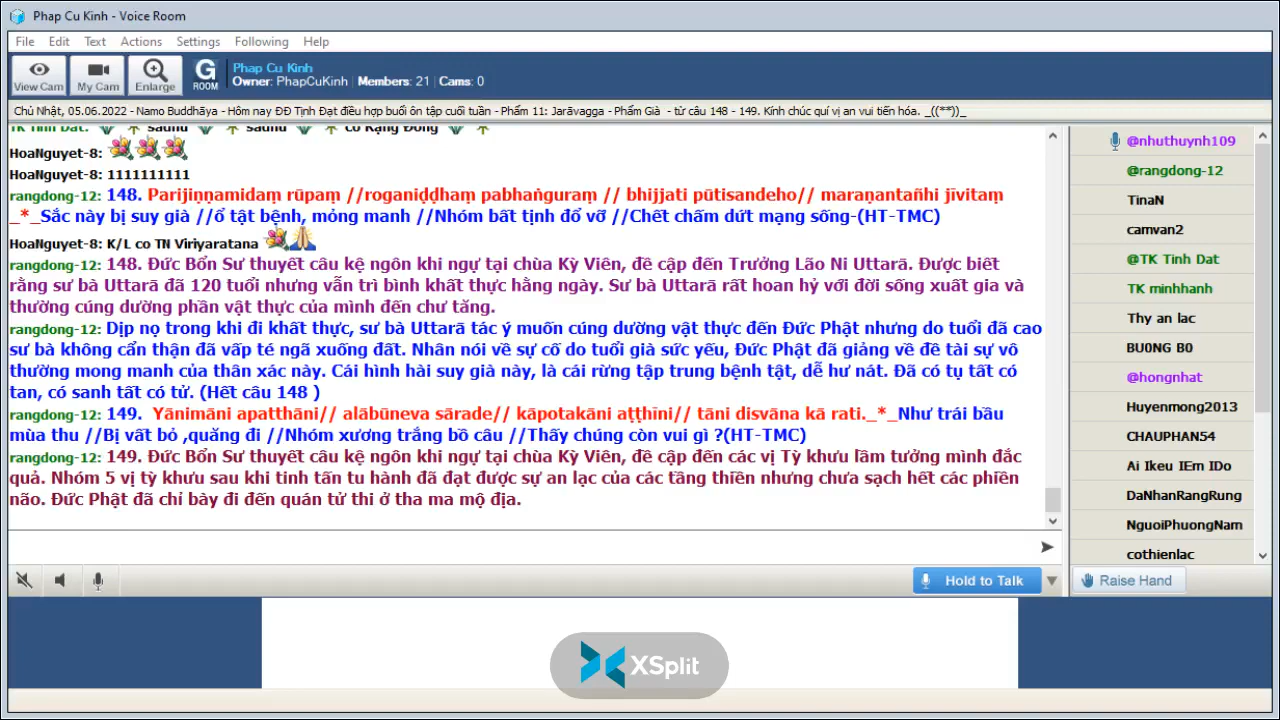 Phap Cu Kinh - Voice Room
File Edit Text Actions Settings Following Help
View Cam My Cam Enlarge G ROOM
Phap Cu Kinh
Owner: PhapCuKinh | Members: 21 | Cams: 0
Chủ Nhật, 05.06.2022 - Namo Buddhāya - Hôm nay ĐĐ Tịnh Đạt điều hợp buổi ôn tập cuối tuần - Phẩm 11: Jarāvagga - Phẩm Già - từ câu 148 - 149. Kính chúc quí vị an vui tiến hóa. _((**))_
TK Tinh Dat: sadhu sadhu co Rạng Đông
HoaNguyet-8:
HoaNguyet-8: 1111111111
rangdong-12: 148. Parijiṇṇamidaṃ rūpaṃ //roganiḍḍhaṃ pabhaṅguraṃ // bhijjati pūtisandeho// maraṇantañhi jīvitaṃ
_*_Sắc này bị suy già //ổ tật bệnh, mỏng manh //Nhóm bất tịnh đổ vỡ //Chết chấm dứt mạng sống-(HT-TMC)
HoaNguyet-8: K/L co TN Viriyaratana
rangdong-12: 148. Đức Bổn Sư thuyết câu kệ ngôn khi ngự tại chùa Kỳ Viên, đề cập đến Trưởng Lão Ni Uttarā. Được biết
rằng sư bà Uttarā đã 120 tuổi nhưng vẫn trì bình khất thực hằng ngày. Sư bà Uttarā rất hoan hỷ với đời sống xuất gia và
thường cúng dường phần vật thực của mình đến chư tăng.
rangdong-12: Dịp nọ trong khi đi khất thực, sư bà Uttarā tác ý muốn cúng dường vật thực đến Đức Phật nhưng do tuổi đã cao
sư bà không cẩn thận đã vấp té ngã xuống đất. Nhân nói về sự cố do tuổi già sức yếu, Đức Phật đã giảng về đề tài sự vô
thường mong manh của thân xác này. Cái hình hài suy già này, là cái rừng tập trung bệnh tật, dễ hư nát. Đã có tụ tất có
tan, có sanh tất có tử. (Hết câu 148 )
rangdong-12: 149. Yānimāni apatthāni// alābūneva sārade// kāpotakāni aṭṭhīni// tāni disvāna kā rati._*_Như trái bầu
mùa thu //Bị vất bỏ ,quăng đi //Nhóm xương trắng bồ câu //Thấy chúng còn vui gì ?(HT-TMC)
rangdong-12: 149. Đức Bổn Sư thuyết câu kệ ngôn khi ngự tại chùa Kỳ Viên, đề cập đến các vị Tỳ khưu lầm tưởng mình đắc
quả. Nhóm 5 vị tỳ khưu sau khi tinh tấn tu hành đã đạt được sự an lạc của các tầng thiền nhưng chưa sạch hết các phiền
não. Đức Phật đã chỉ bày đi đến quán tử thi ở tha ma mộ địa.
@nhuthuynh109
@rangdong-12
TinaN
camvan2
@TK Tinh Dat
TK minhhanh
Thy an lac
BU0NG B0
@hongnhat
Huyenmong2013
CHAUPHAN54
Ai Ikeu IEm IDo
DaNhanRangRung
NguoiPhuongNam
cothienlac
Hold to Talk
Raise Hand
XSplit